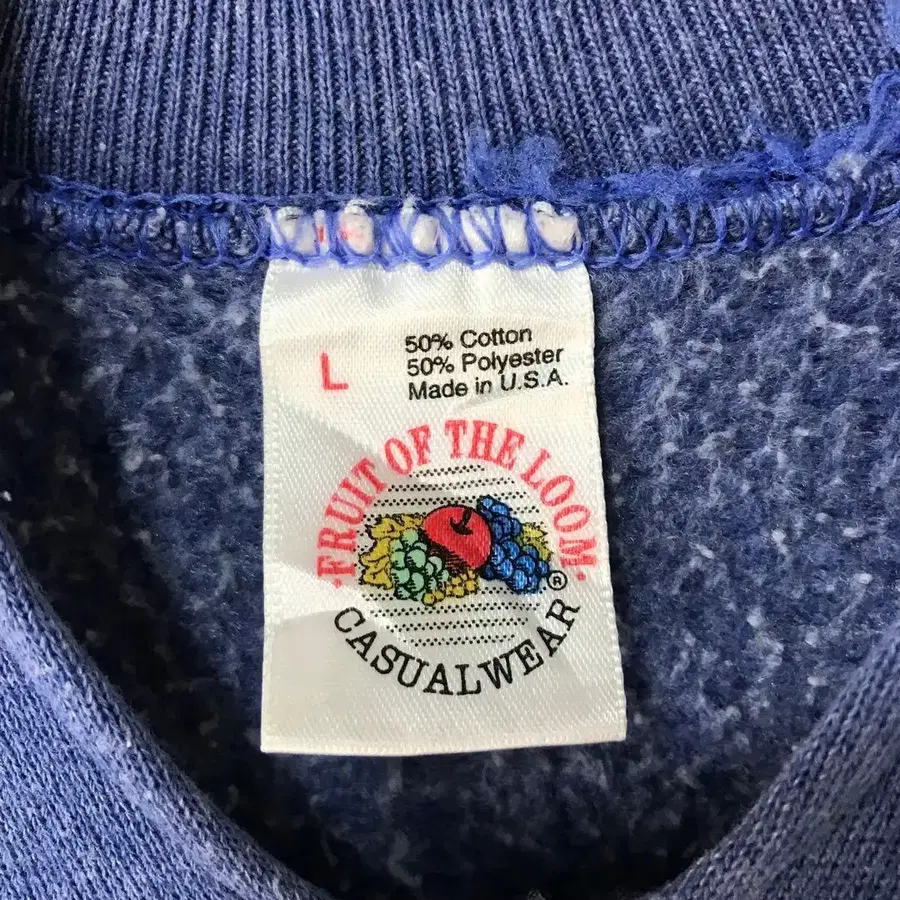 L
50% Cotton
50% Polyester
Made in U.S.A.
·FRUIT OF THE LOOM·
®
CASUALWEAR